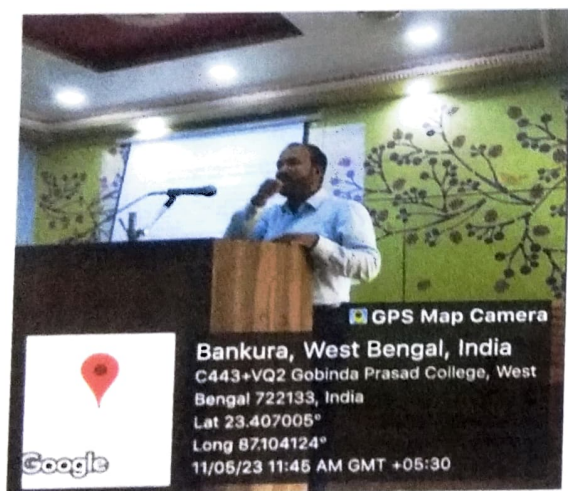 GPS Map Camera
Bankura, West Bengal, India
C443+VQ2 Gobinda Prasad College, West
Bengal 722133, India
Lat 23.407005°
Long 87.104124°
11/05/23 11:45 AM GMT +05:30
Google